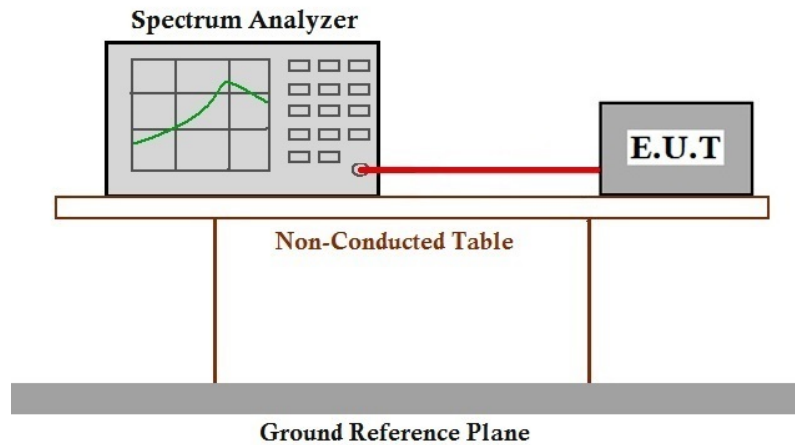 Spectrum Analyzer
E.U.T
Non-Conducted Table
Ground Reference Plane